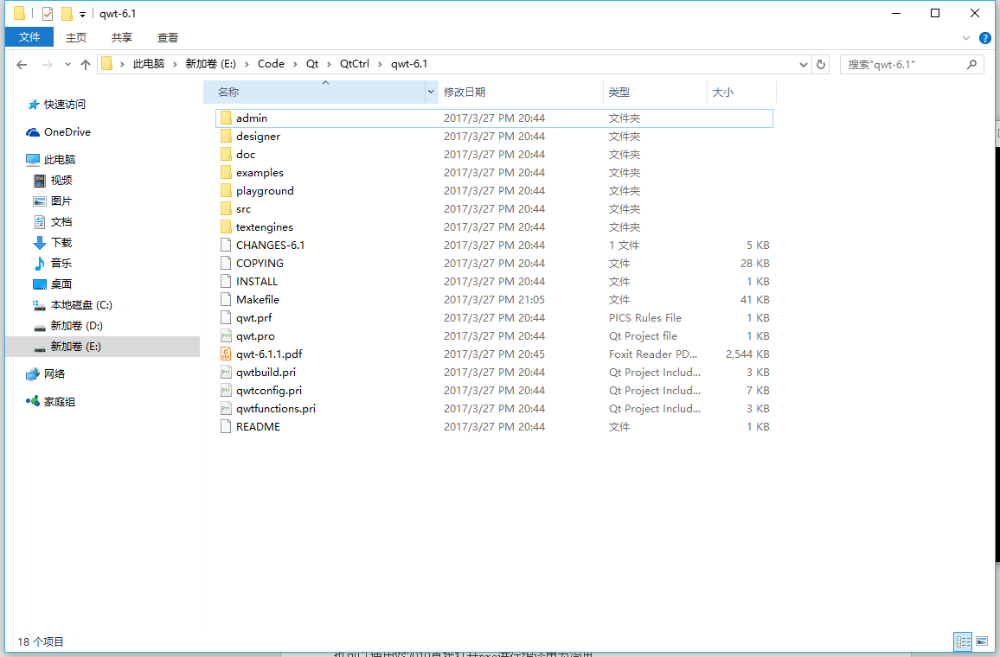 qwt-6.1
文件 主页 共享 查看
此电脑 新加卷 (E:) Code Qt QtCtrl qwt-6.1 搜索"qwt-6.1"
名称 修改日期 类型 大小
快速访问
OneDrive
此电脑
视频
图片
文档
下载
音乐
桌面
本地磁盘 (C:)
新加卷 (D:)
新加卷 (E:)
网络
家庭组
admin 2017/3/27 PM 20:44 文件夹
designer 2017/3/27 PM 20:44 文件夹
doc 2017/3/27 PM 20:44 文件夹
examples 2017/3/27 PM 20:44 文件夹
playground 2017/3/27 PM 20:44 文件夹
src 2017/3/27 PM 20:44 文件夹
textengines 2017/3/27 PM 20:44 文件夹
CHANGES-6.1 2017/3/27 PM 20:44 1 文件 5 KB
COPYING 2017/3/27 PM 20:44 文件 28 KB
INSTALL 2017/3/27 PM 20:44 文件 1 KB
Makefile 2017/3/27 PM 21:05 文件 41 KB
qwt.prf 2017/3/27 PM 20:44 PICS Rules File 1 KB
qwt.pro 2017/3/27 PM 20:44 Qt Project file 1 KB
qwt-6.1.1.pdf 2017/3/27 PM 20:45 Foxit Reader PD... 2,544 KB
qwtbuild.pri 2017/3/27 PM 20:44 Qt Project Includ... 3 KB
qwtconfig.pri 2017/3/27 PM 20:44 Qt Project Includ... 7 KB
qwtfunctions.pri 2017/3/27 PM 20:44 Qt Project Includ... 3 KB
README 2017/3/27 PM 20:44 文件 1 KB
18 个项目